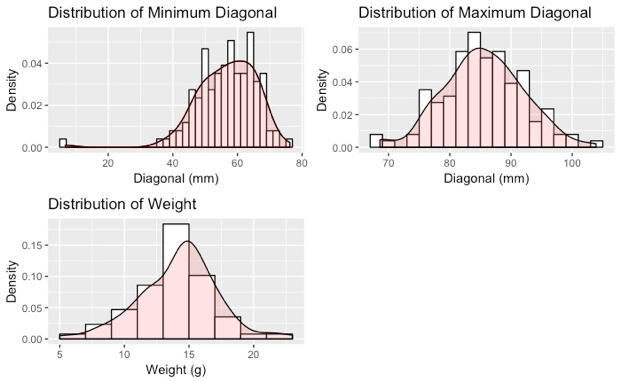 Distribution of Minimum Diagonal
Density
0.04
0.02
0.00
20 40 60 80
Diagonal (mm)
Distribution of Maximum Diagonal
Density
0.06
0.04
0.02
0.00
70 80 90 100
Diagonal (mm)
Distribution of Weight
Density
0.15
0.10
0.05
0.00
5 10 15 20
Weight (g)